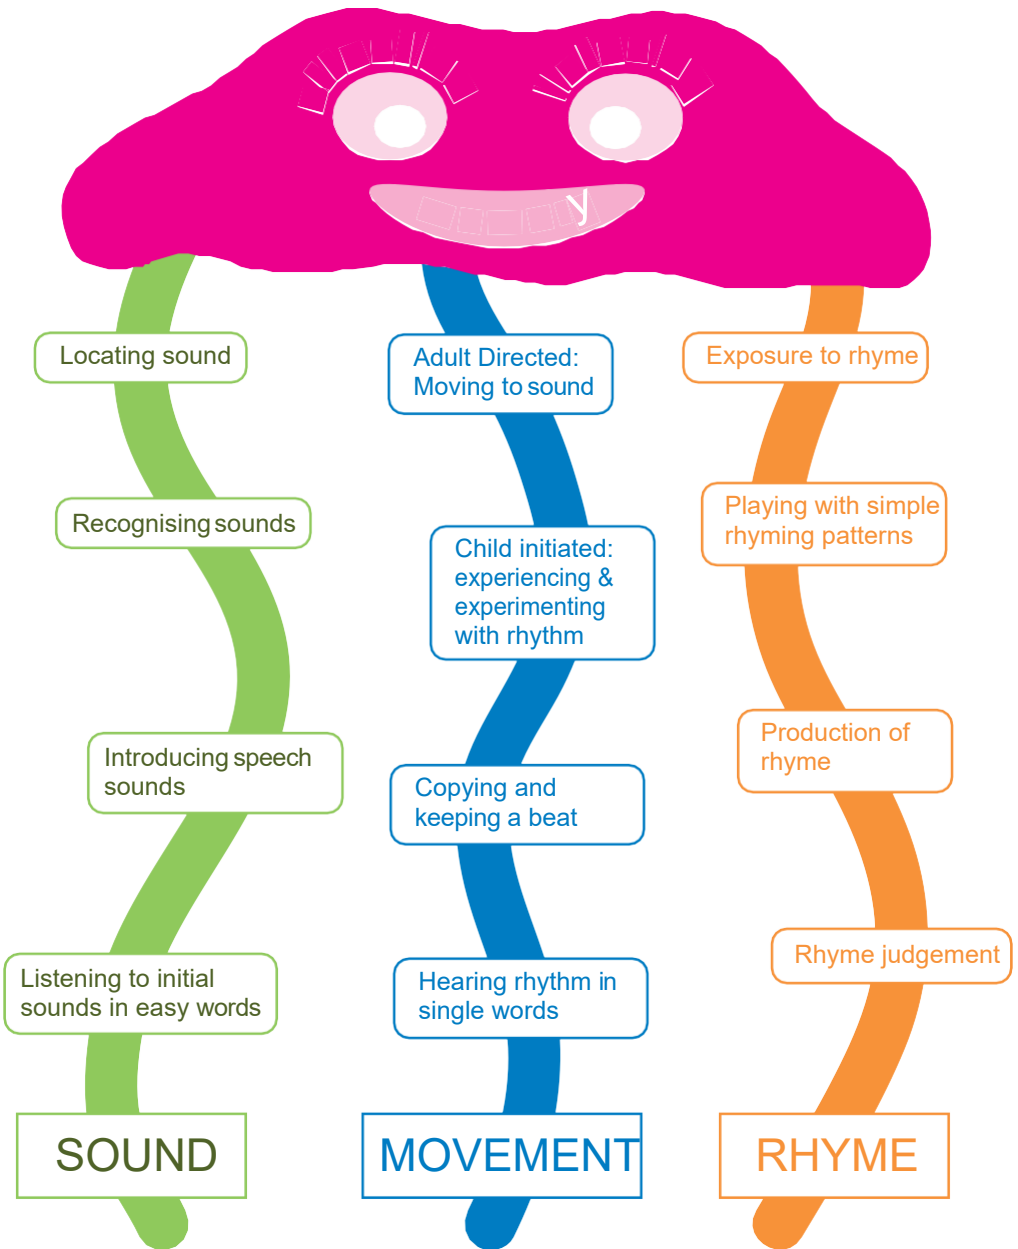 y
Locating sound
Recognising sounds
Introducing speech
sounds
Listening to initial
sounds in easy words
SOUND
Adult Directed:
Moving to sound
Child initiated:
experiencing &
experimenting
with rhythm
Copying and
keeping a beat
Hearing rhythm in
single words
MOVEMENT
Exposure to rhyme
Playing with simple
rhyming patterns
Production of
rhyme
Rhyme judgement
RHYME